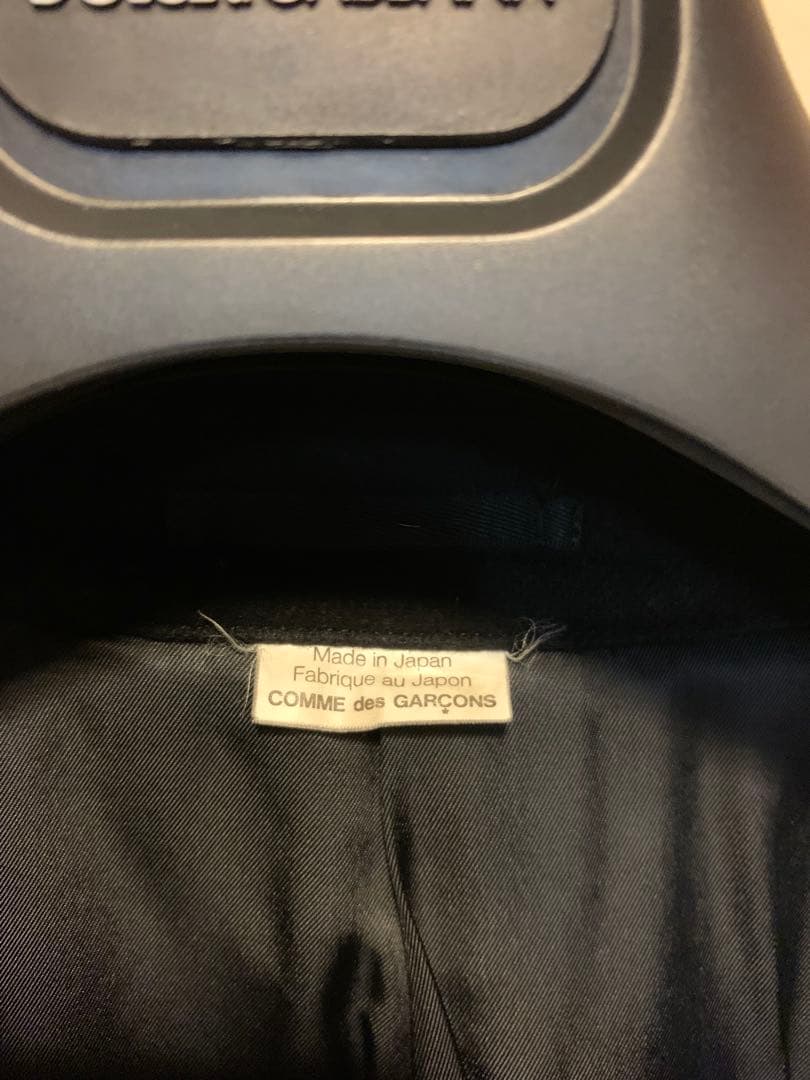 Made in Japan
Fabrique au Japon
COMME des GARÇONS